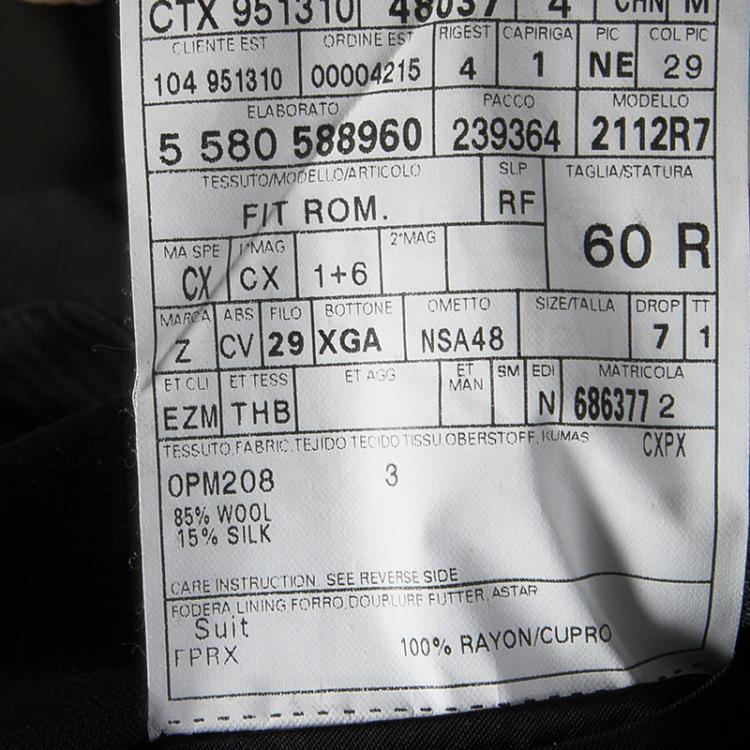 CTX 951310 48037 4 CHN M
CLIENTE EST ORDINE EST RIGEST CAPIRIGA PIC COL PIC
104 951310 00004215 4 1 NE 29
ELABORATO PACCO MODELLO
5 580 588960 239364 2112R7
TESSUTO/MODELLO/ARTICOLO SLP TAGLIA/STATURA
FIT ROM. RF 60 R
MA SPE 1°MAG 2°MAG
CX CX 1+6
MARCA ABS FILO BOTTONE OMETTO SIZE/TALLA DROP TT
Z CV 29 XGA NSA48 7 1
ET CLI ET TESS ET AGG ET MAN SM EDI MATRICOLA
EZM THB N 686377 2
TESSUTO,FABRIC,TEJIDO,TECIDO,TISSU,OBERSTOFF,KUMAS CXPX
OPM208 3
85% WOOL
15% SILK
CARE INSTRUCTION. SEE REVERSE SIDE
FODERA,LINING,FORRO,DOUBLURE,FUTTER,ASTAR
Suit
FPRX 100% RAYON/CUPRO